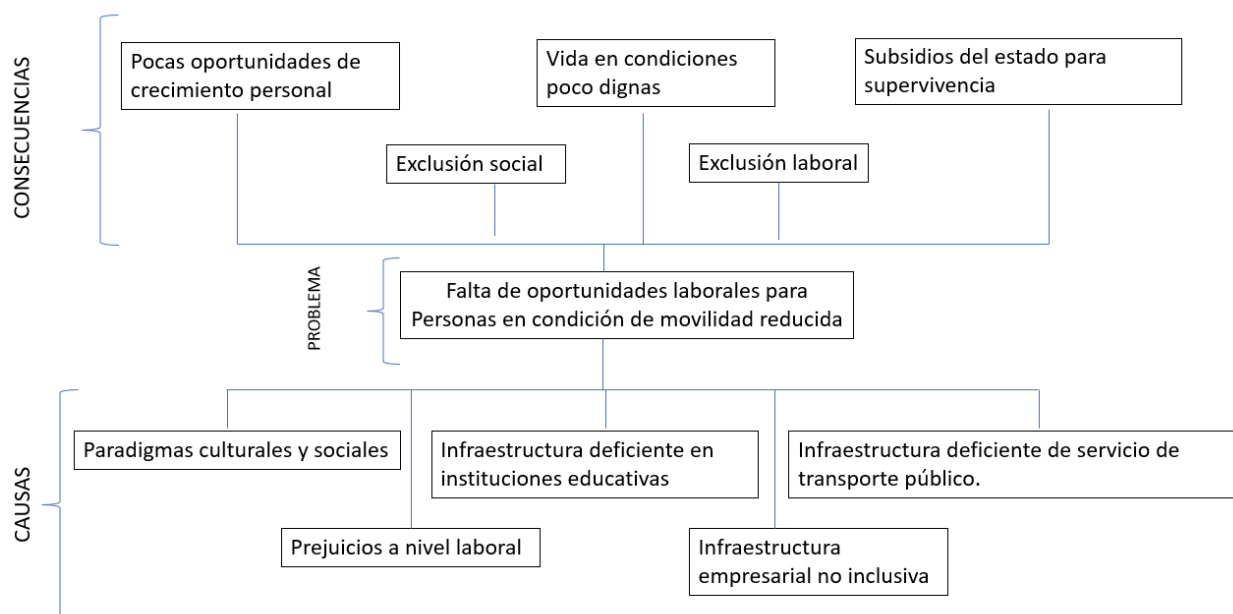 CONSECUENCIAS
Pocas oportunidades de
crecimiento personal
Vida en condiciones
poco dignas
Subsidios del estado para
supervivencia
Exclusión social
Exclusión laboral
PROBLEMA
Falta de oportunidades laborales para
Personas en condición de movilidad reducida
CAUSAS
Paradigmas culturales y sociales
Infraestructura deficiente en
instituciones educativas
Infraestructura deficiente de servicio de
transporte público.
Prejuicios a nivel laboral
Infraestructura
empresarial no inclusiva